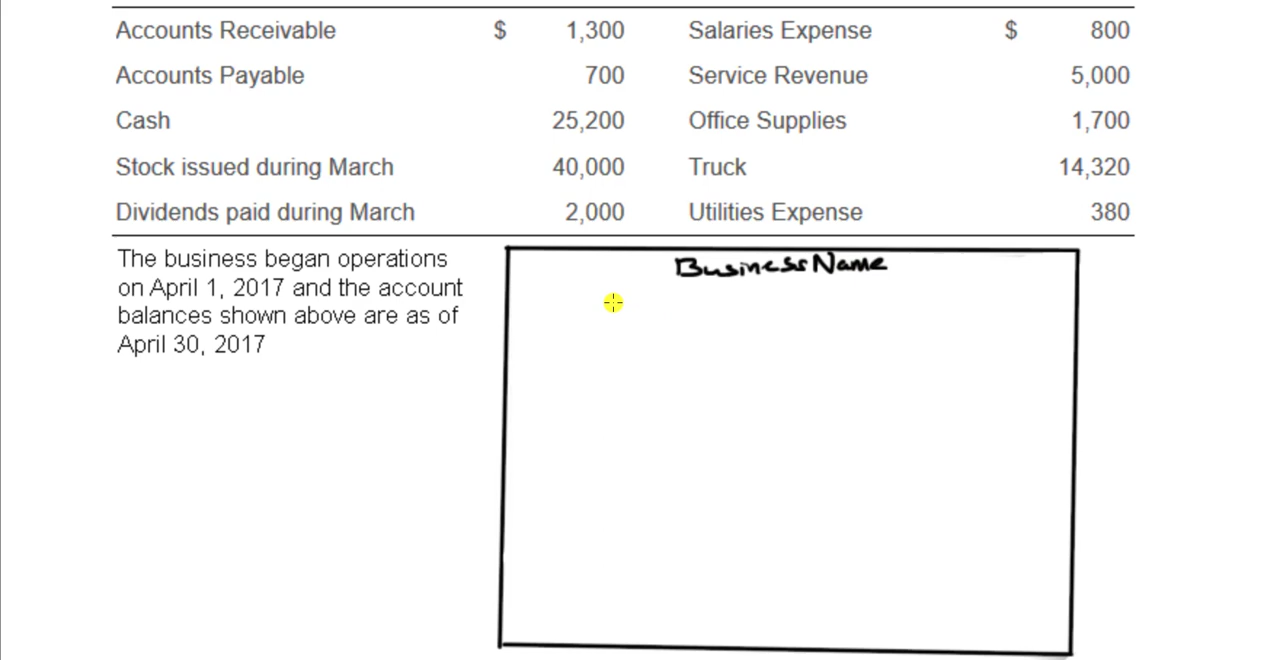 Accounts Receivable $ 1,300 Salaries Expense $ 800
Accounts Payable 700 Service Revenue 5,000
Cash 25,200 Office Supplies 1,700
Stock issued during March 40,000 Truck 14,320
Dividends paid during March 2,000 Utilities Expense 380
The business began operations
on April 1, 2017 and the account
balances shown above are as of
April 30, 2017
Business Name